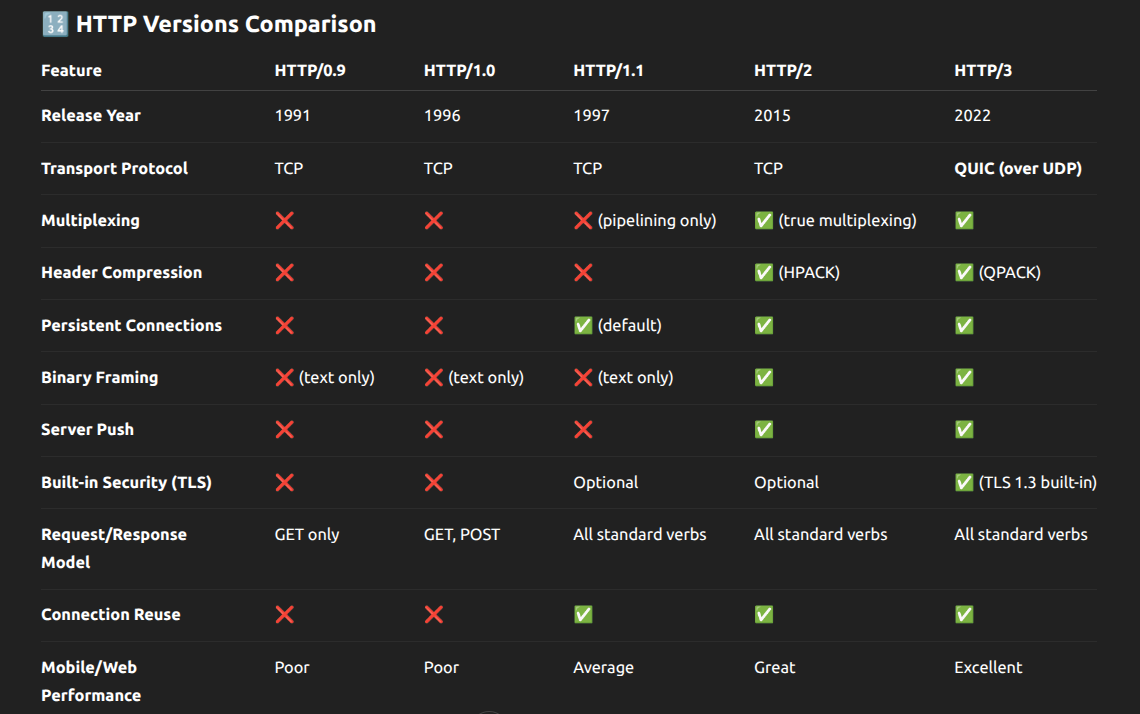 🔢 HTTP Versions Comparison
Feature HTTP/0.9 HTTP/1.0 HTTP/1.1 HTTP/2 HTTP/3
Release Year 1991 1996 1997 2015 2022
Transport Protocol TCP TCP TCP TCP QUIC (over UDP)
Multiplexing ❌ ❌ ❌ (pipelining only) ✅ (true multiplexing) ✅
Header Compression ❌ ❌ ❌ ✅ (HPACK) ✅ (QPACK)
Persistent Connections ❌ ❌ ✅ (default) ✅ ✅
Binary Framing ❌ (text only) ❌ (text only) ❌ (text only) ✅ ✅
Server Push ❌ ❌ ❌ ✅ ✅
Built-in Security (TLS) ❌ ❌ Optional Optional ✅ (TLS 1.3 built-in)
Request/Response GET only GET, POST All standard verbs All standard verbs All standard verbs
Model
Connection Reuse ❌ ❌ ✅ ✅ ✅
Mobile/Web Poor Poor Average Great Excellent
Performance